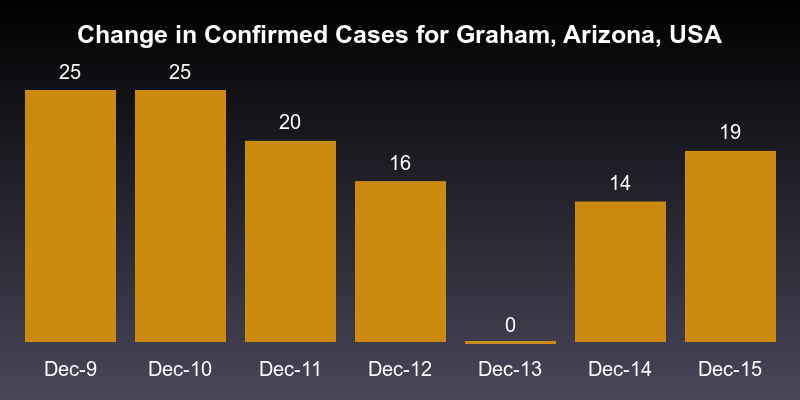 Change in Confirmed Cases for Graham, Arizona, USA
25 25 20 16 0 14 19
Dec-9 Dec-10 Dec-11 Dec-12 Dec-13 Dec-14 Dec-15